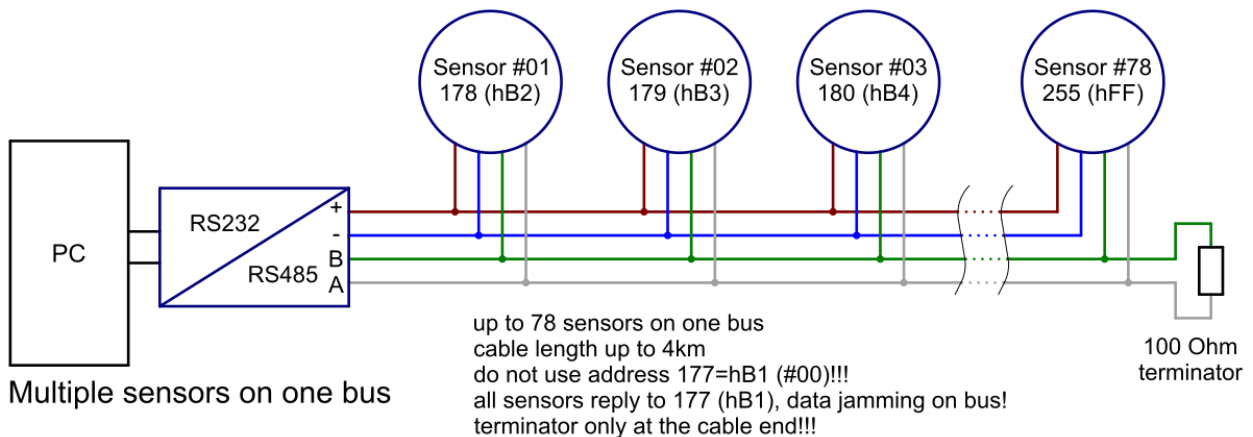 Sensor #01
178 (hB2)
Sensor #02
179 (hB3)
Sensor #03
180 (hB4)
Sensor #78
255 (hFF)
PC
RS232
RS485
+
-
B
A
100 Ohm
terminator
Multiple sensors on one bus
up to 78 sensors on one bus
cable length up to 4km
do not use address 177=hB1 (#00)!!!
all sensors reply to 177 (hB1), data jamming on bus!
terminator only at the cable end!!!